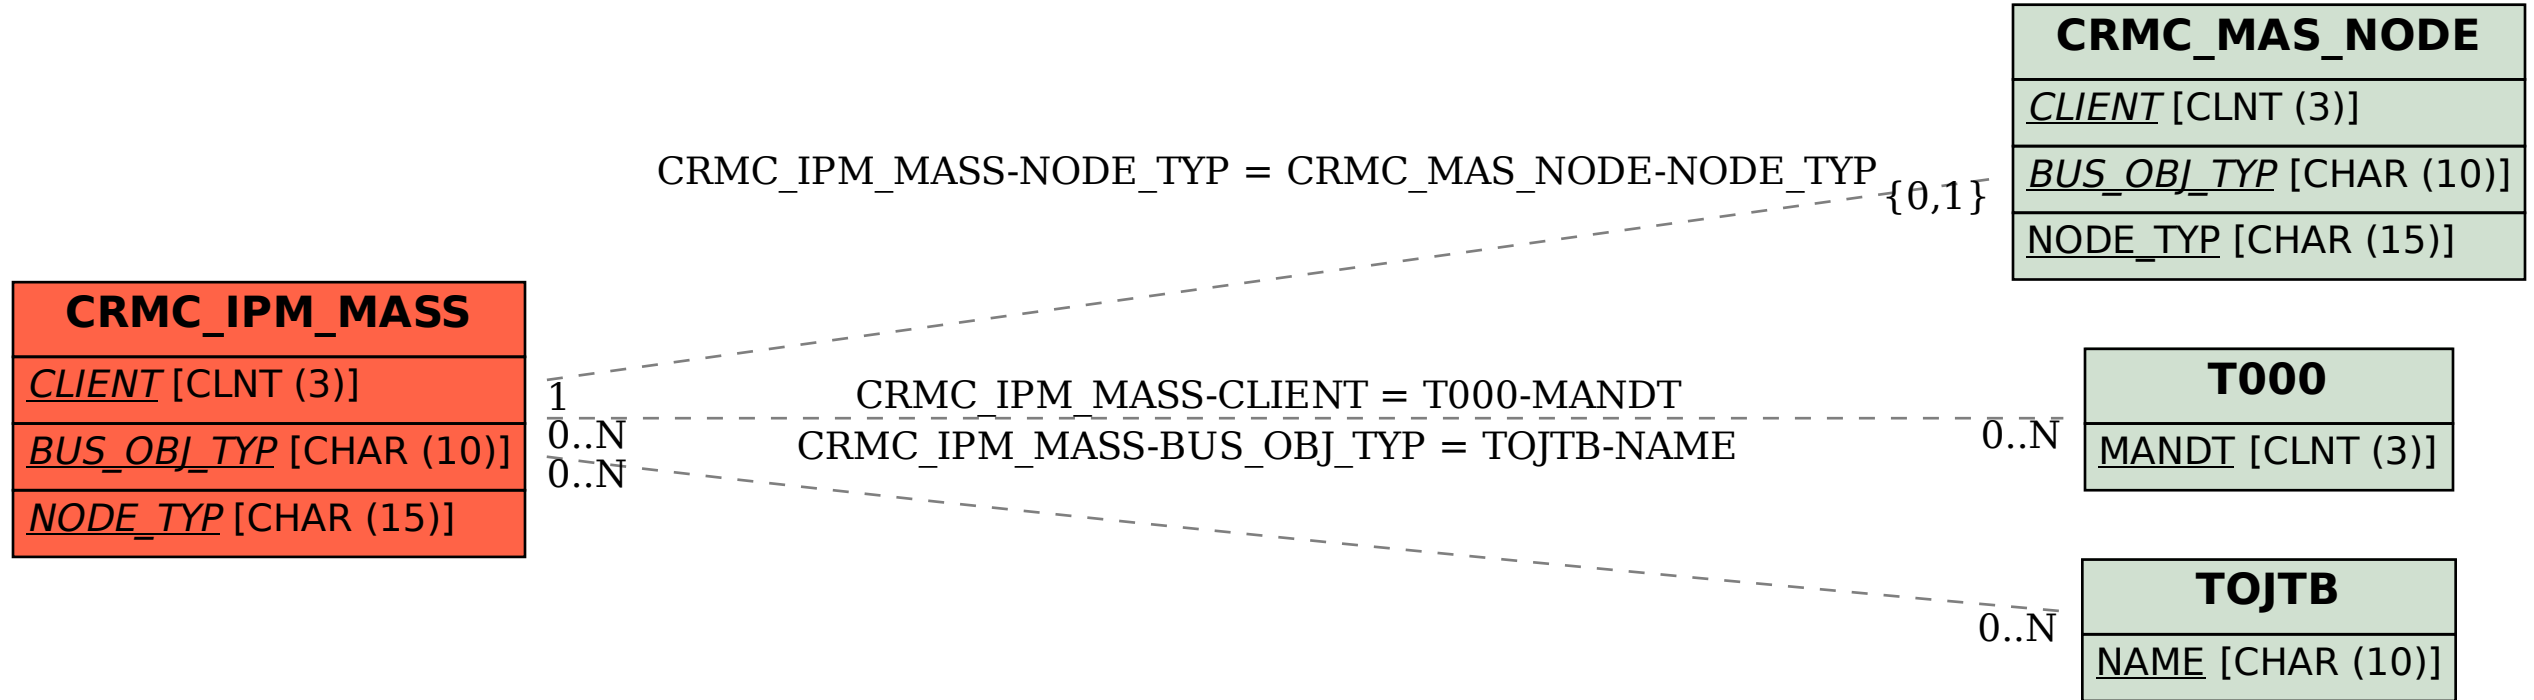 CRMC_MAS_NODE
CLIENT [CLNT (3)]
BUS_OBJ_TYP [CHAR (10)]
NODE_TYP [CHAR (15)]
CRMC_IPM_MASS-NODE_TYP = CRMC_MAS_NODE-NODE_TYP
{0,1}
CRMC_IPM_MASS
CLIENT [CLNT (3)]
BUS_OBJ_TYP [CHAR (10)]
NODE_TYP [CHAR (15)]
1
CRMC_IPM_MASS-CLIENT = T000-MANDT
0..N
0..N
CRMC_IPM_MASS-BUS_OBJ_TYP = TOJTB-NAME
0..N
0..N
T000
MANDT [CLNT (3)]
TOJTB
NAME [CHAR (10)]